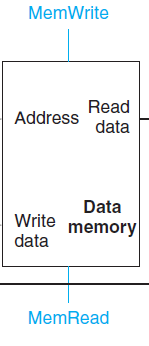 MemWrite
Address Read
data
Data
Write memory
data
MemRead